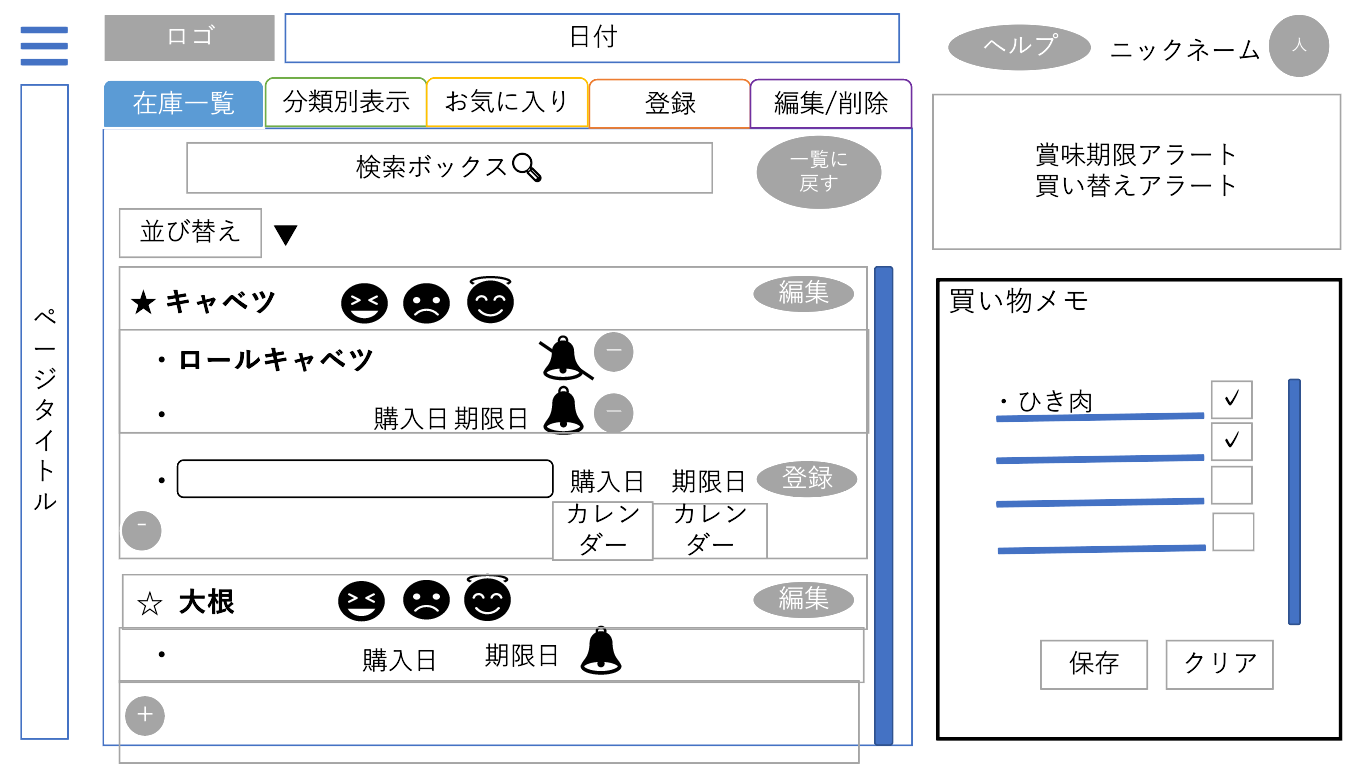 ロゴ
日付
ヘルプ
ニックネーム
人
在庫一覧
分類別表示
お気に入り
登録
編集/削除
ページタイトル
検索ボックス
一覧に
戻す
並び替え ▼
★ キャベツ
編集
・ロールキャベツ
−
・ 購入日 期限日
−
・ 購入日 期限日
登録
カレン
ダー
カレン
ダー
-
☆ 大根
編集
・ 購入日 期限日
+
賞味期限アラート
買い替えアラート
買い物メモ
・ひき肉 ✓
✓
保存
クリア